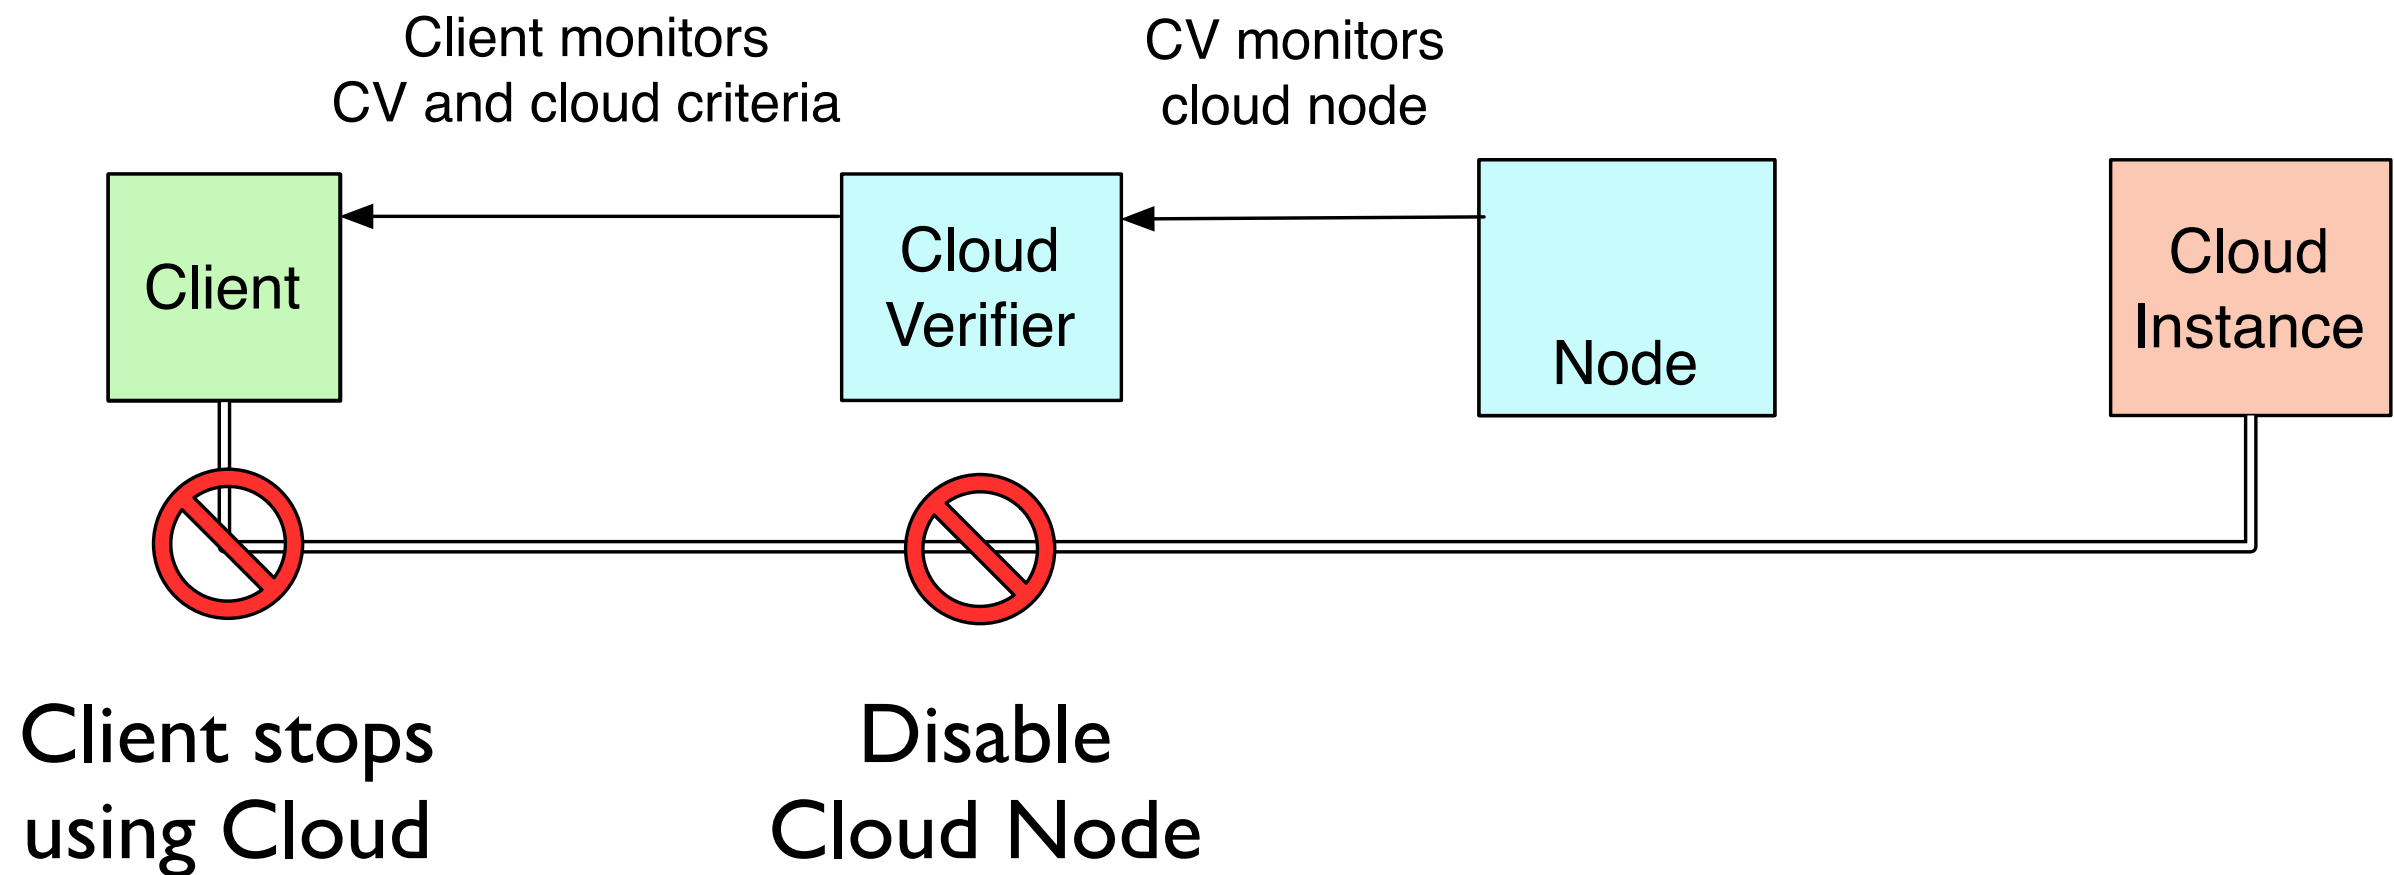 Client monitors
CV and cloud criteria
CV monitors
cloud node
Client
Cloud
Verifier
Node
Cloud
Instance
Client stops
using Cloud
Disable
Cloud Node